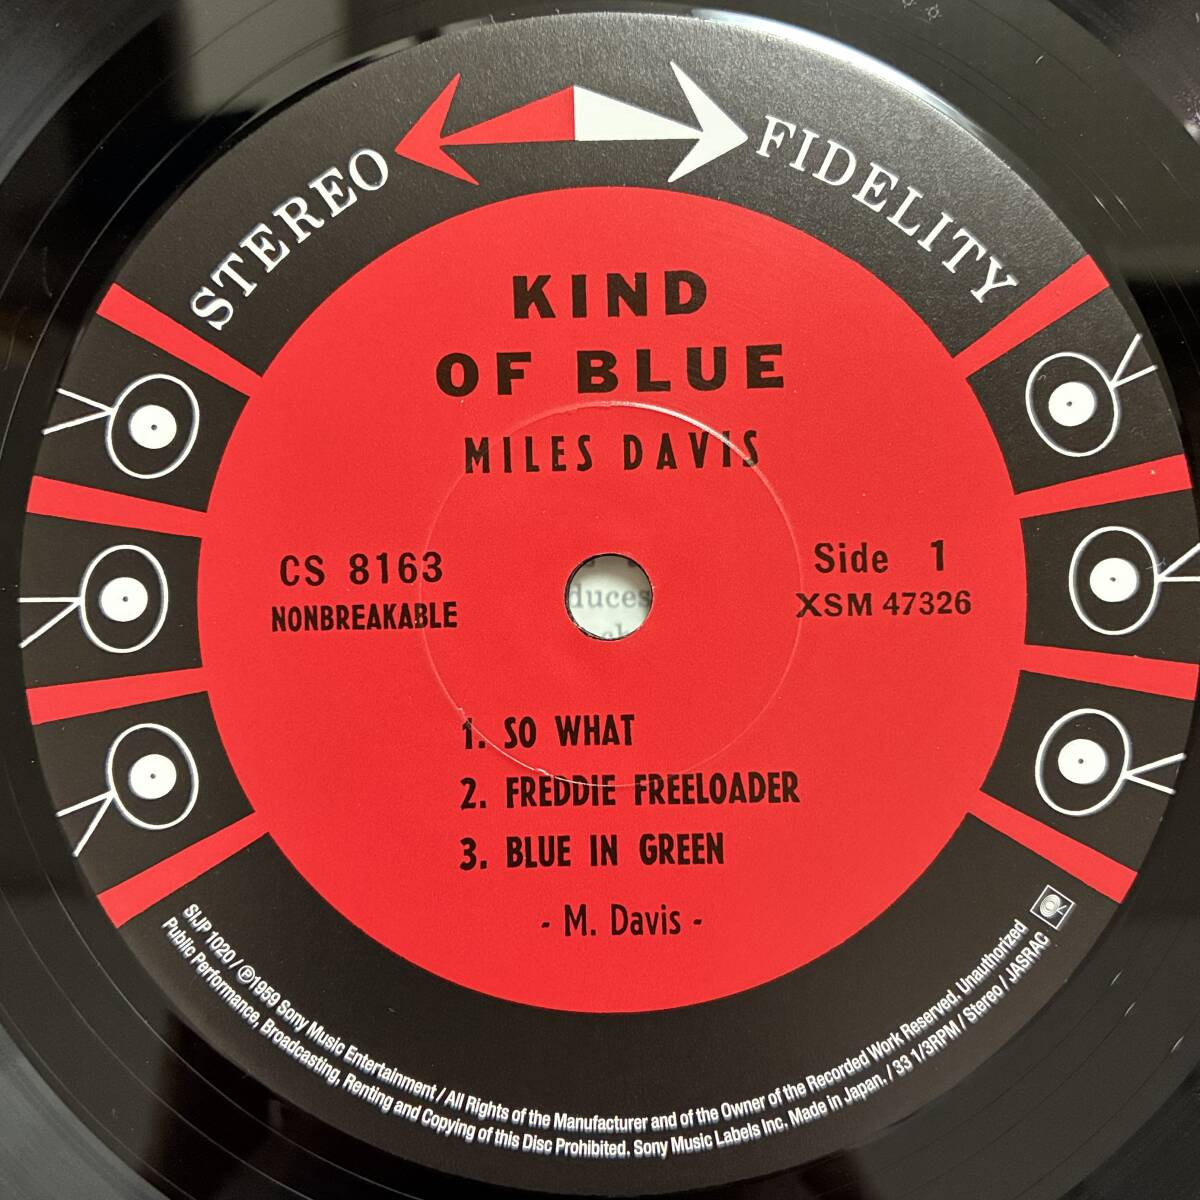 STEREO FIDELITY
KIND
OF BLUE
MILES DAVIS
CS 8163
NONBREAKABLE
Side 1
XSM 47326
duces
1. SO WHAT
2. FREDDIE FREELOADER
3. BLUE IN GREEN
- M. Davis -
SIJP 1020 / ℗1959 Sony Music Entertainment / All Rights of the Manufacturer and of the Owner of the Recorded Work Reserved. Unauthorized
Public Performance, Broadcasting, Renting and Copying of this Disc Prohibited. Sony Music Labels Inc. Made in Japan. / 33 1/3RPM / Stereo / JASRAC